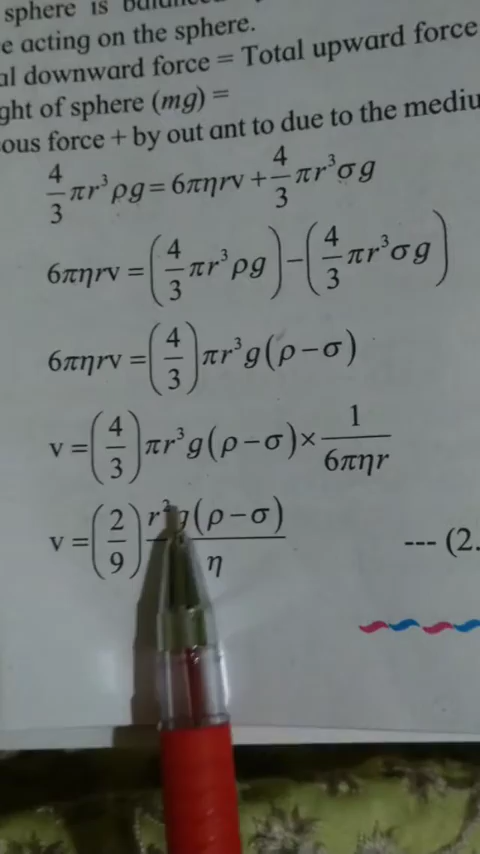 sphere is
e acting on the sphere.
al downward force = Total upward force
ght of sphere (mg) =
ous force + by out ant to due to the mediu
4/3 πr³ρg = 6πηrv + 4/3 πr³σg
6πηrv = (4/3 πr³ρg) − (4/3 πr³σg)
6πηrv = (4/3) πr³g(ρ−σ)
v = (4/3) πr³g(ρ−σ) × 1/6πηr
v = (2/9) r²g(ρ−σ)/η --- (2.